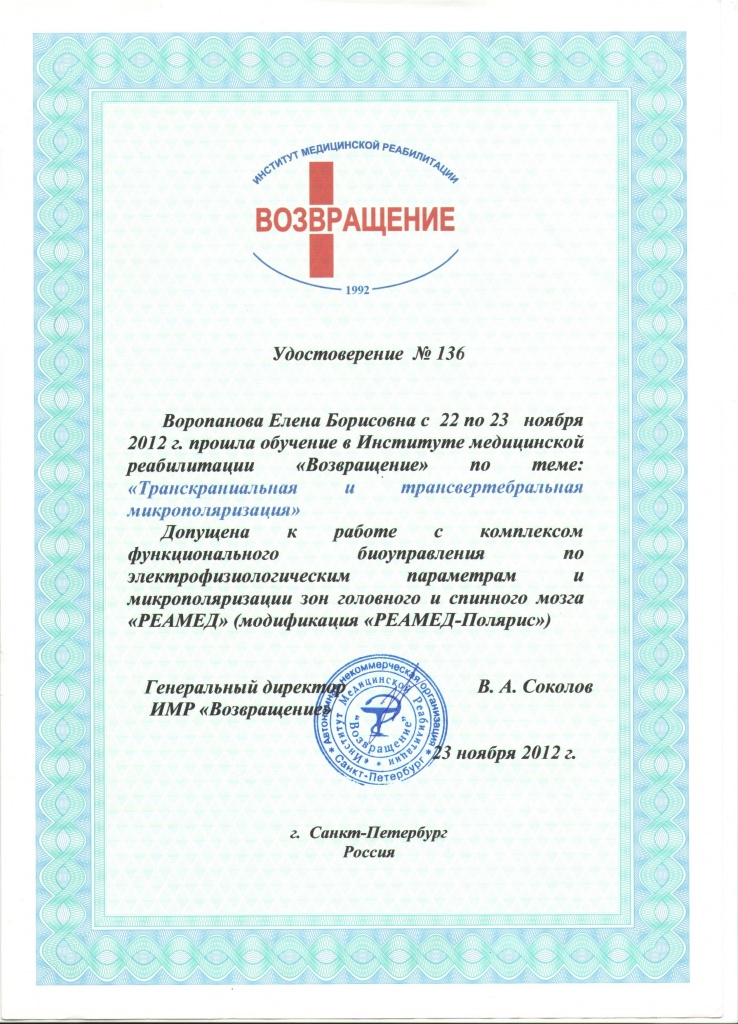 ИНСТИТУТ МЕДИЦИНСКОЙ РЕАБИЛИТАЦИИ
ВОЗВРАЩЕНИЕ
1992
Удостоверение № 136
Воропанова Елена Борисовна с 22 по 23 ноября
2012 г. прошла обучение в Институте медицинской
реабилитации «Возвращение» по теме:
«Транскраниальная и трансвертебральная
микрополяризация»
Допущена к работе с комплексом
функционального биоуправления по
электрофизиологическим параметрам и
микрополяризации зон головного и спинного мозга
«РЕАМЕД» (модификация «РЕАМЕД-Полярис»)
Генеральный директор В. А. Соколов
ИМР «Возвращение»
Автономная некоммерческая организация
* Санкт-Петербург *
«Институт Медицинской Реабилитации
"Возвращение"
23 ноября 2012 г.
г. Санкт-Петербург
Россия